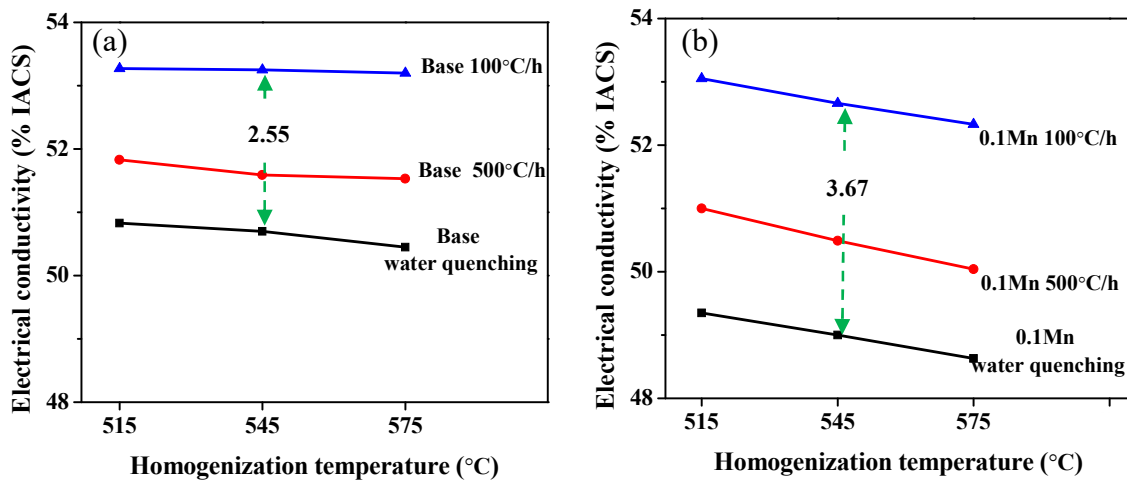 (a)
Electrical conductivity (% IACS)
54
52
50
48
Base 100°C/h
2.55
Base 500°C/h
Base
water quenching
515
545
575
Homogenization temperature (°C)
(b)
Electrical conductivity (% IACS)
54
52
50
48
0.1Mn 100°C/h
3.67
0.1Mn 500°C/h
0.1Mn
water quenching
515
545
575
Homogenization temperature (°C)